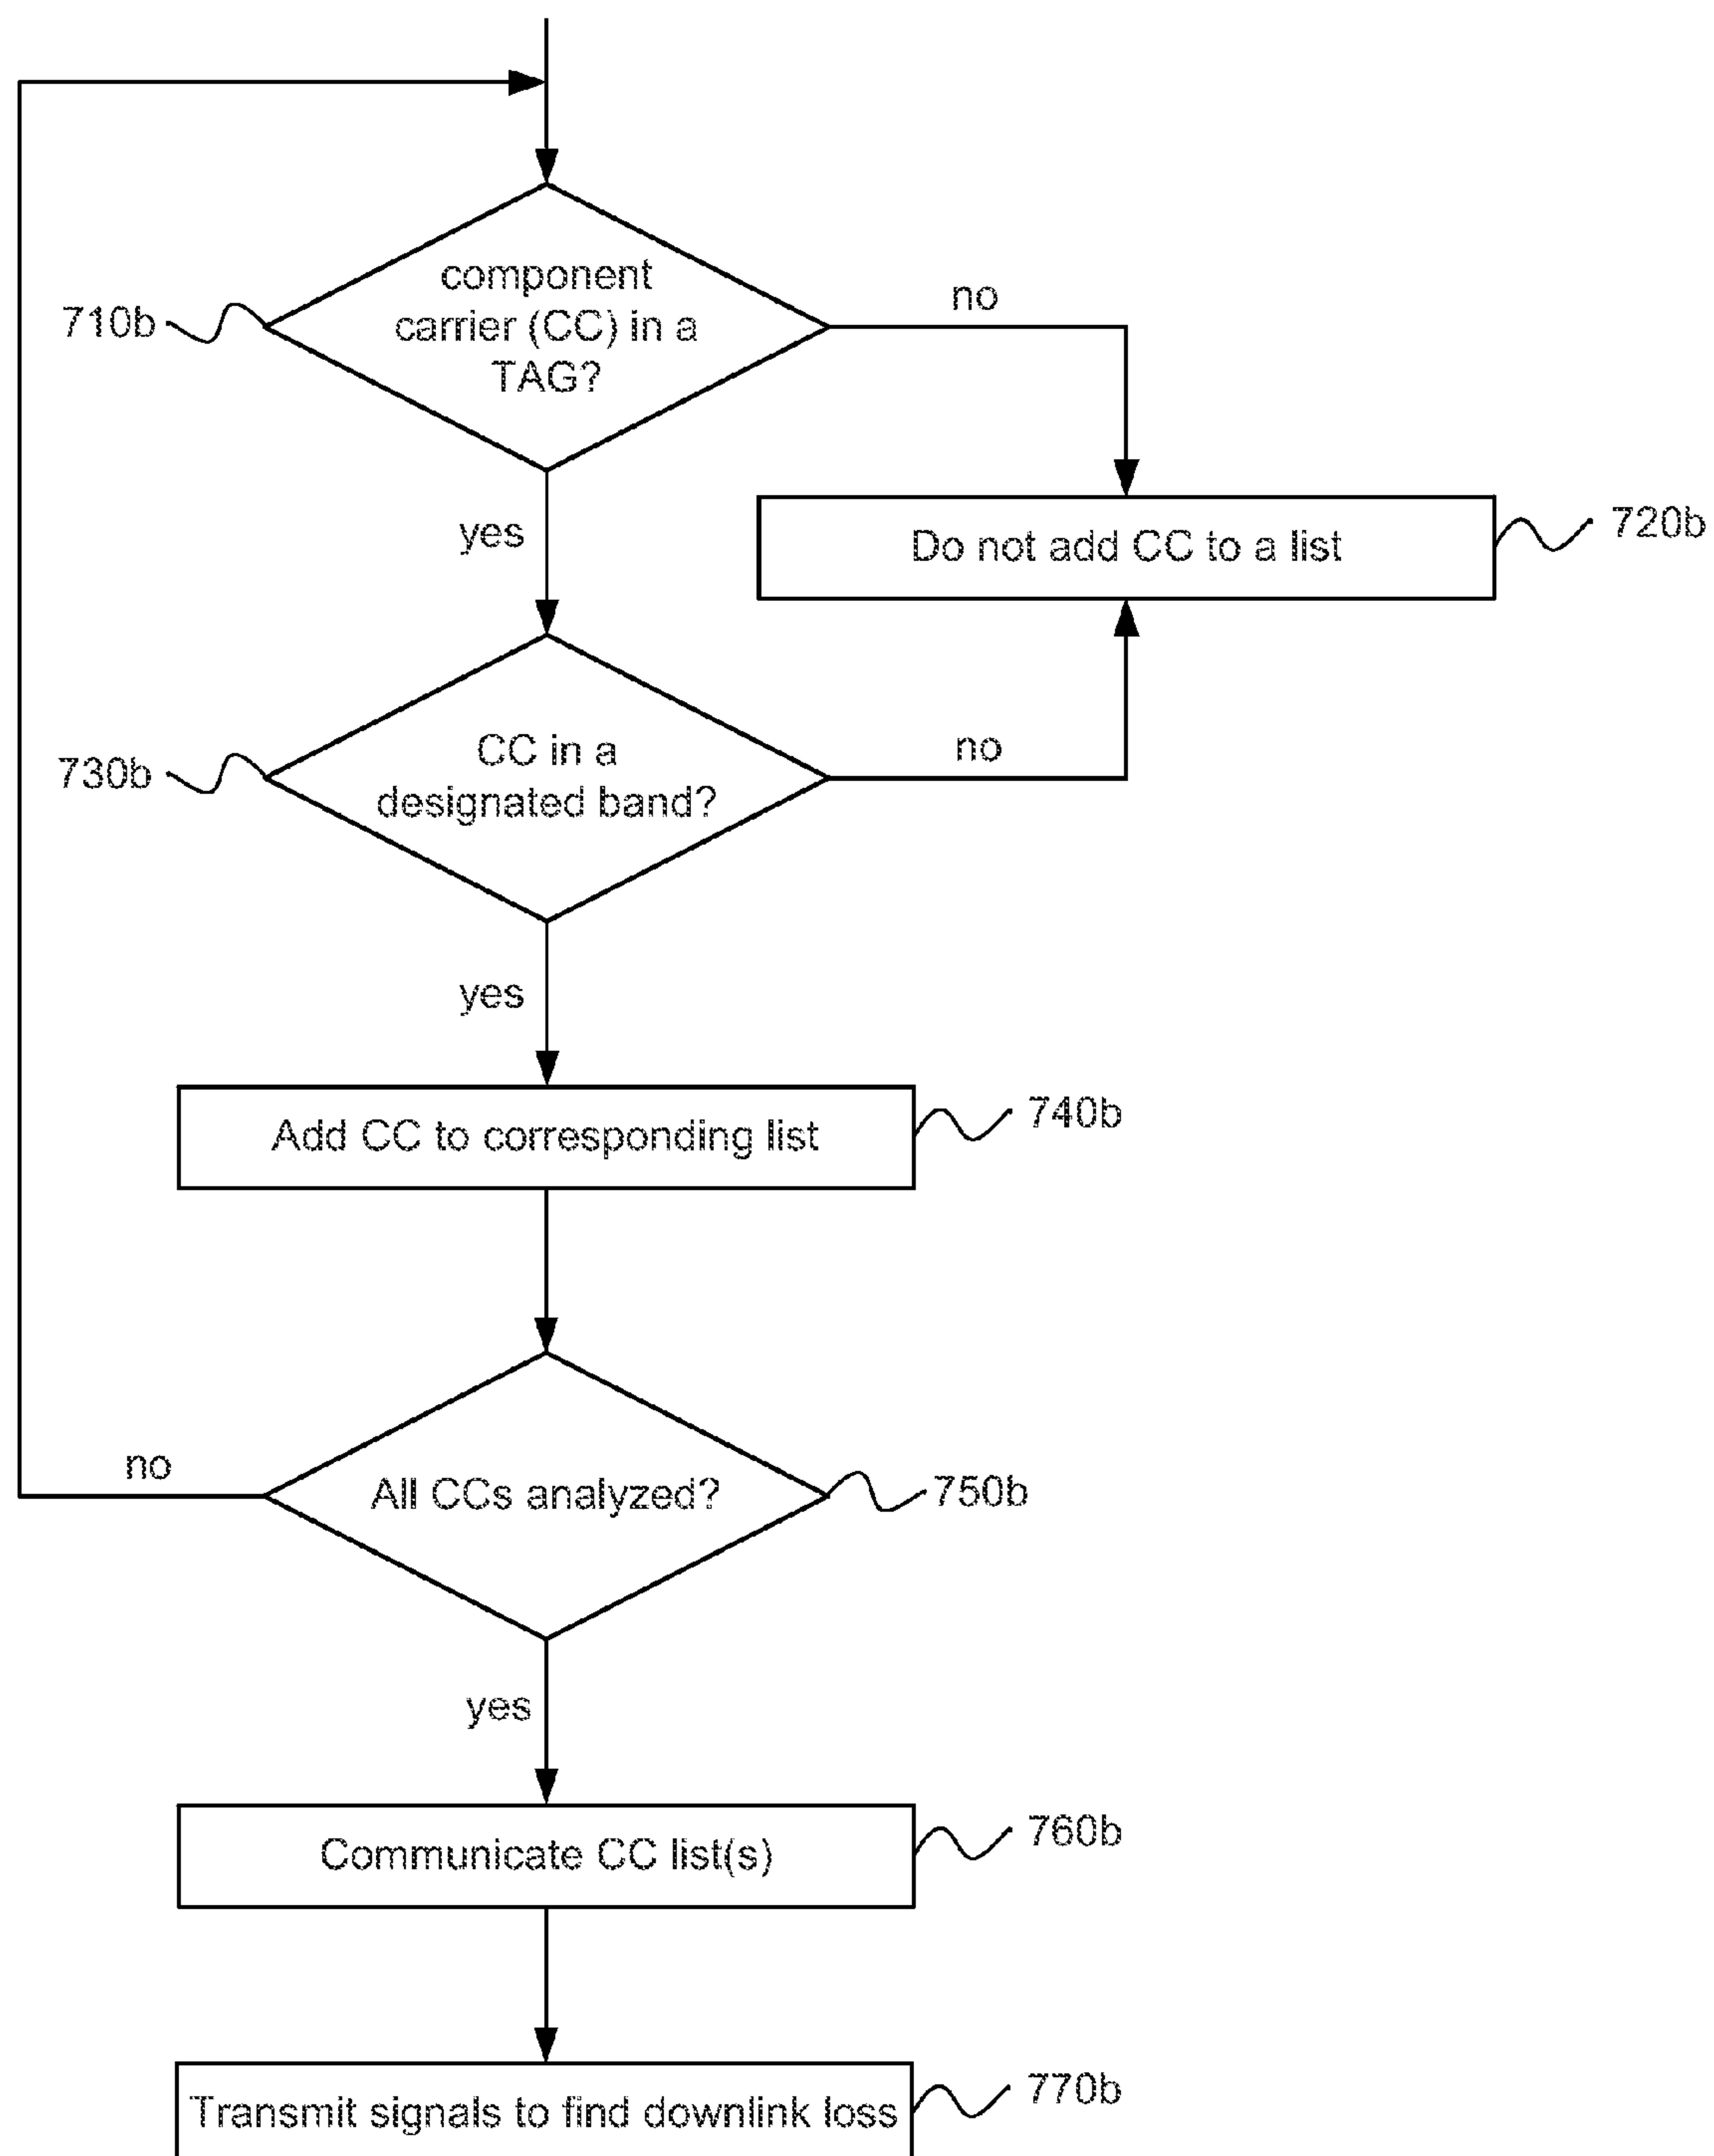 component
carrier (CC) in a
TAG?
710b
no
yes
Do not add CC to a list
720b
CC in a
designated band?
730b
no
yes
Add CC to corresponding list
740b
no
All CCs analyzed?
750b
yes
Communicate CC list(s)
760b
Transmit signals to find downlink loss
770b